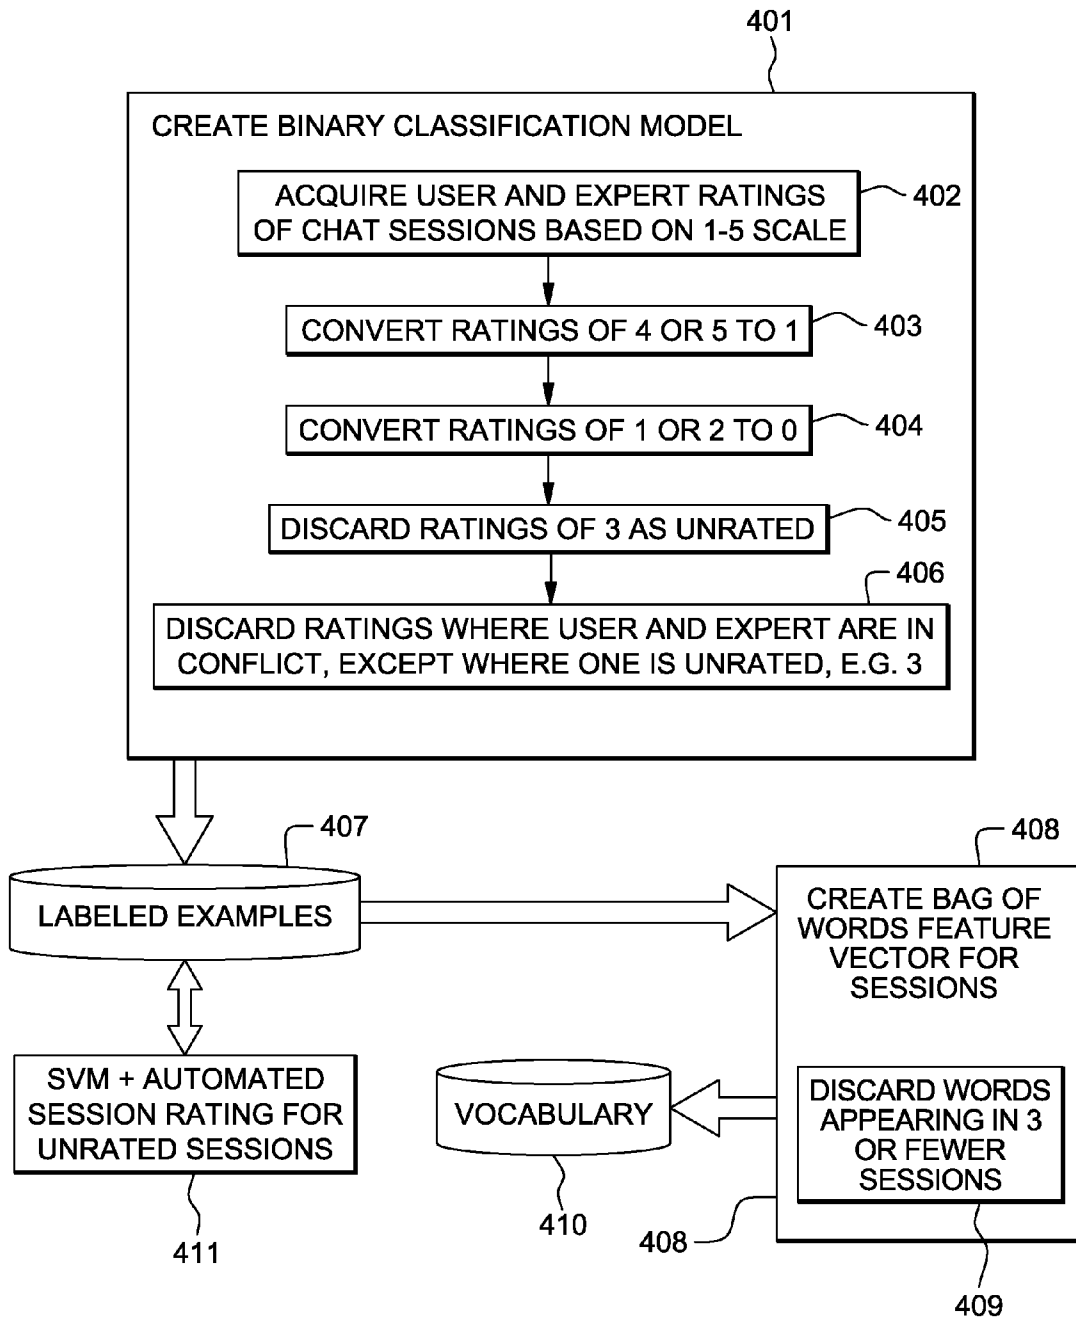 401
CREATE BINARY CLASSIFICATION MODEL
ACQUIRE USER AND EXPERT RATINGS
OF CHAT SESSIONS BASED ON 1-5 SCALE
402
CONVERT RATINGS OF 4 OR 5 TO 1
403
CONVERT RATINGS OF 1 OR 2 TO 0
404
DISCARD RATINGS OF 3 AS UNRATED
405
406
DISCARD RATINGS WHERE USER AND EXPERT ARE IN
CONFLICT, EXCEPT WHERE ONE IS UNRATED, E.G. 3
407
LABELED EXAMPLES
408
CREATE BAG OF
WORDS FEATURE
VECTOR FOR
SESSIONS
SVM + AUTOMATED
SESSION RATING FOR
UNRATED SESSIONS
411
VOCABULARY
410
DISCARD WORDS
APPEARING IN 3
OR FEWER
SESSIONS
408
409